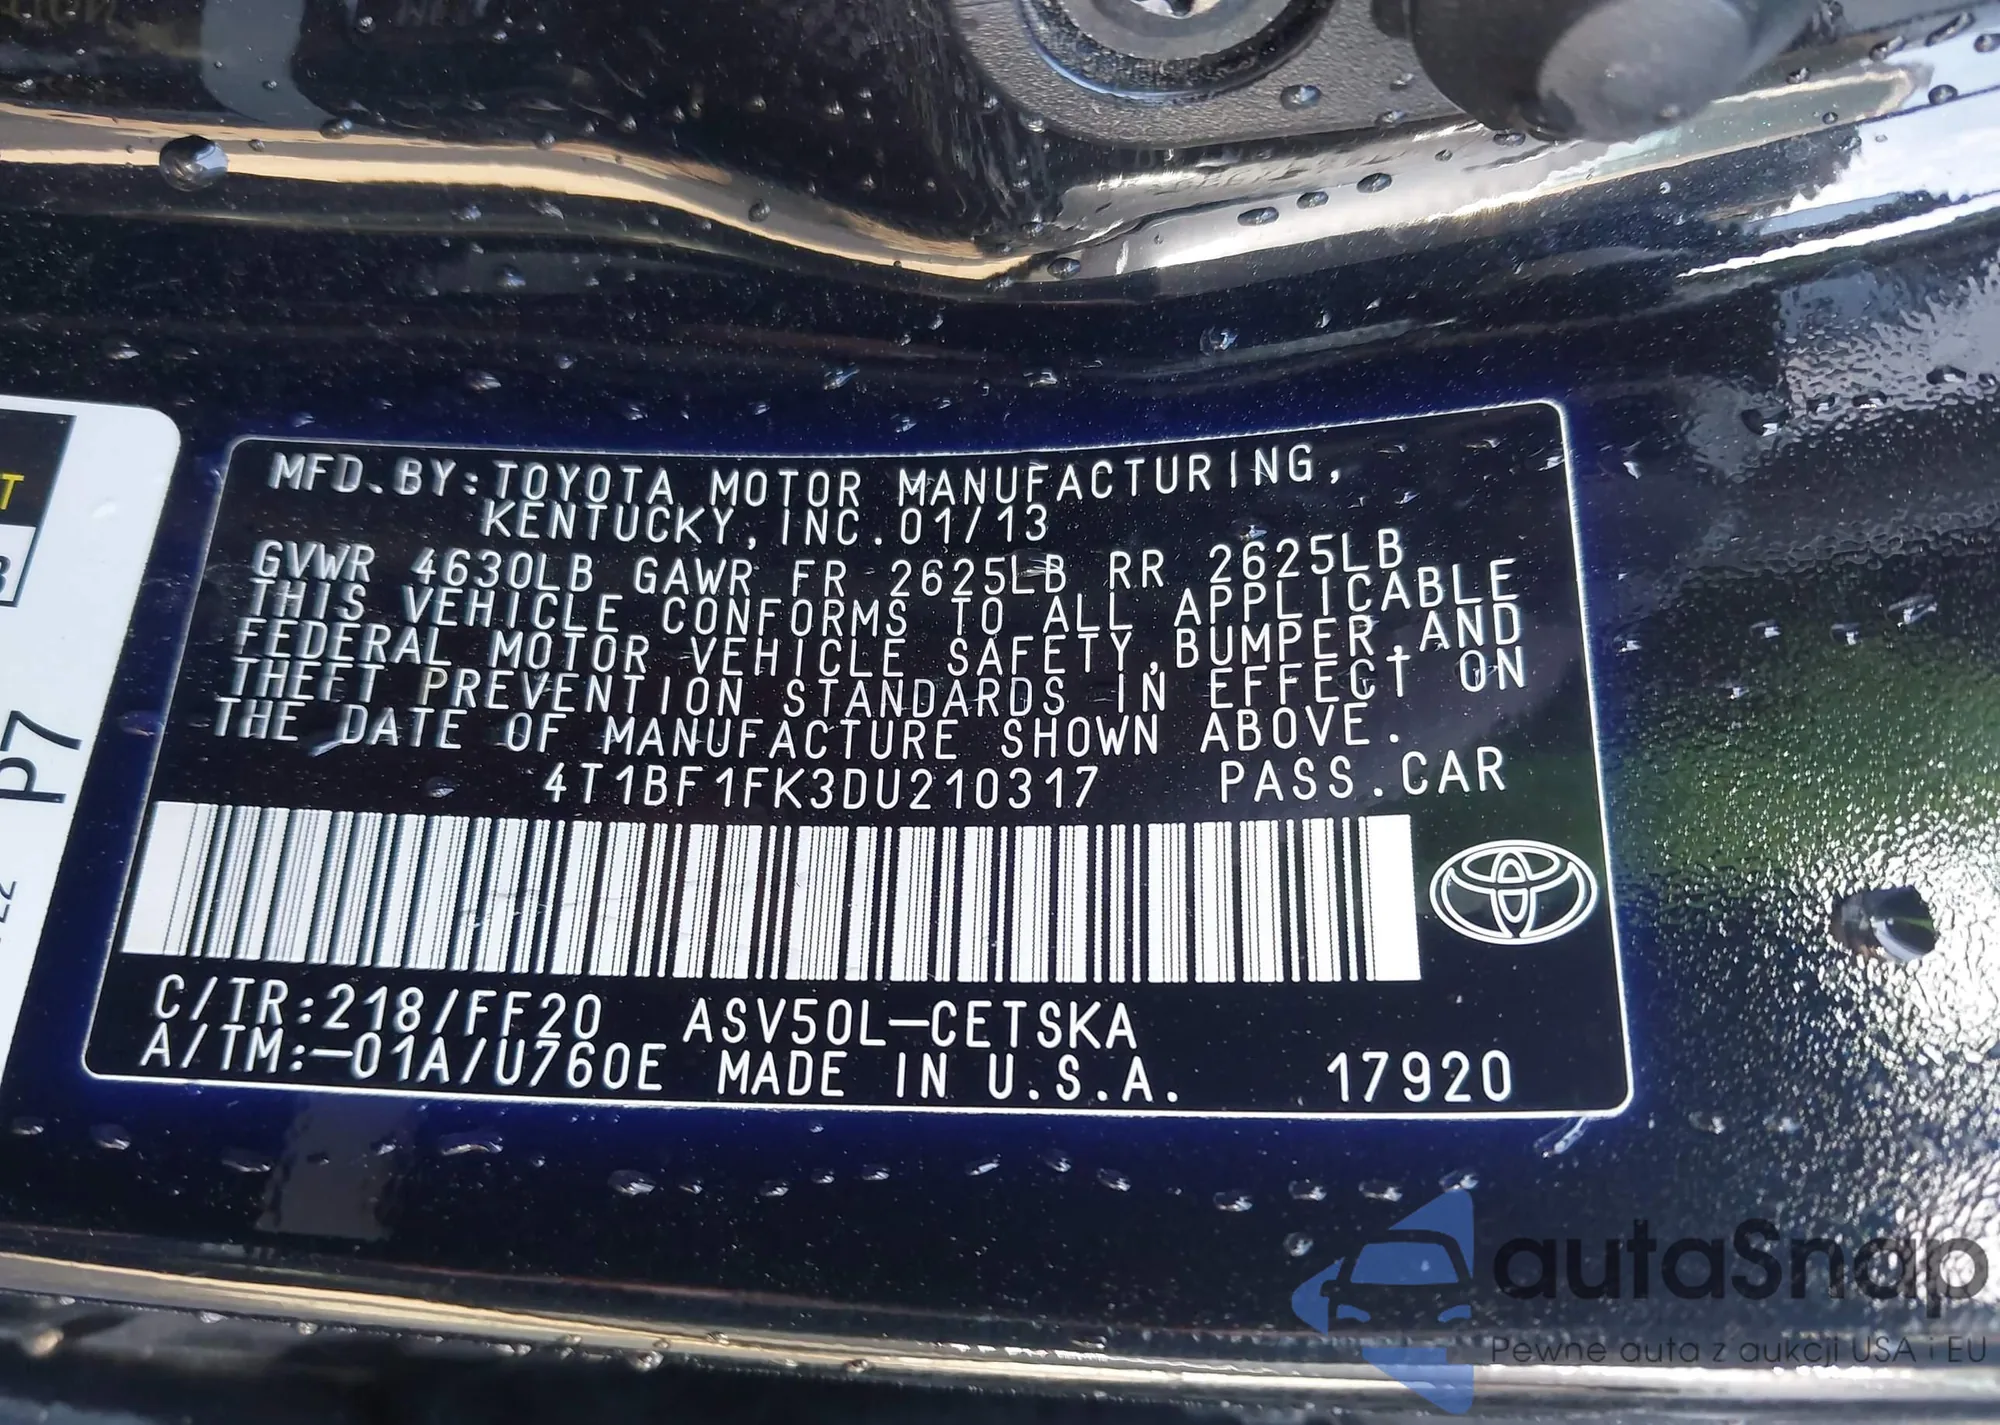 MFD.BY:TOYOTA MOTOR MANUFACTURING,
KENTUCKY,INC.01/13
GVWR 4630LB GAWR FR 2625LB RR 2625LB
THIS VEHICLE CONFORMS TO ALL APPLICABLE
FEDERAL MOTOR VEHICLE SAFETY,BUMPER,AND
THEFT PREVENTION STANDARDS IN EFFECT ON
THE DATE OF MANUFACTURE SHOWN ABOVE.
4T1BF1FK3DU210317 PASS.CAR
C/TR:218/FF20 ASV50L-CETSKA
A/TM:-01A/U760E MADE IN U.S.A. 17920
P7
autaSnap
Pewne auta z aukcji USA i EU